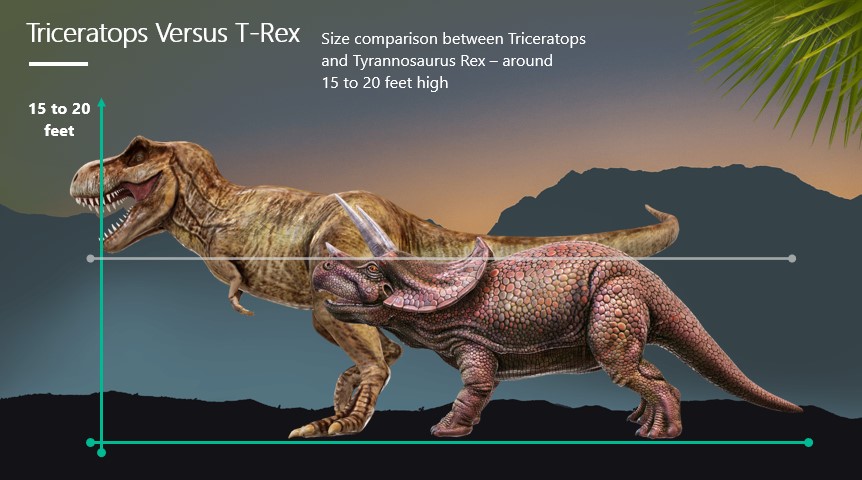 Triceratops Versus T-Rex
Size comparison between Triceratops
and Tyrannosaurus Rex – around
15 to 20 feet high
15 to 20
feet